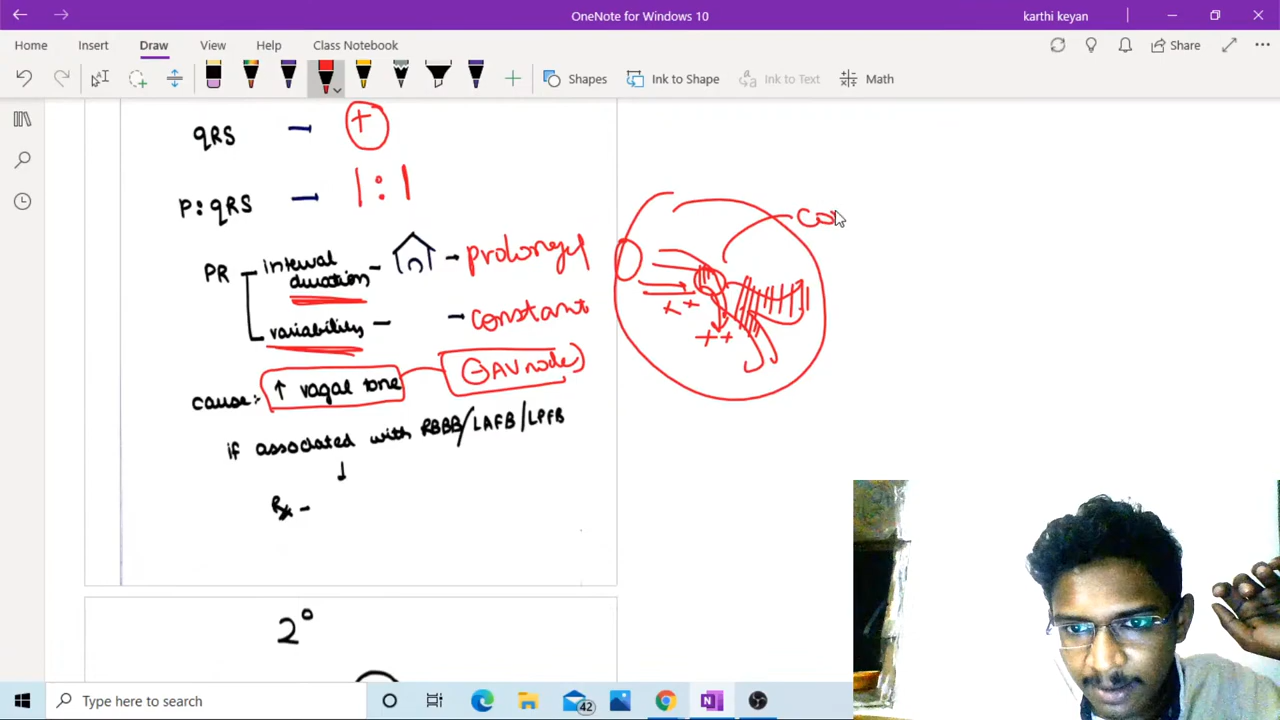 OneNote for Windows 10
karthi keyan
Home Insert Draw View Help Class Notebook
Share
Shapes Ink to Shape Ink to Text Math
qRS — +
P:qRS — 1:1
PR interval duration — → prolonged
variability — → constant
cause:- ↑ vagal tone ⊖ AV node
if associated with RBBB/LAFB/LPFB
↓
Rx -
++
++
2°
Type here to search
42